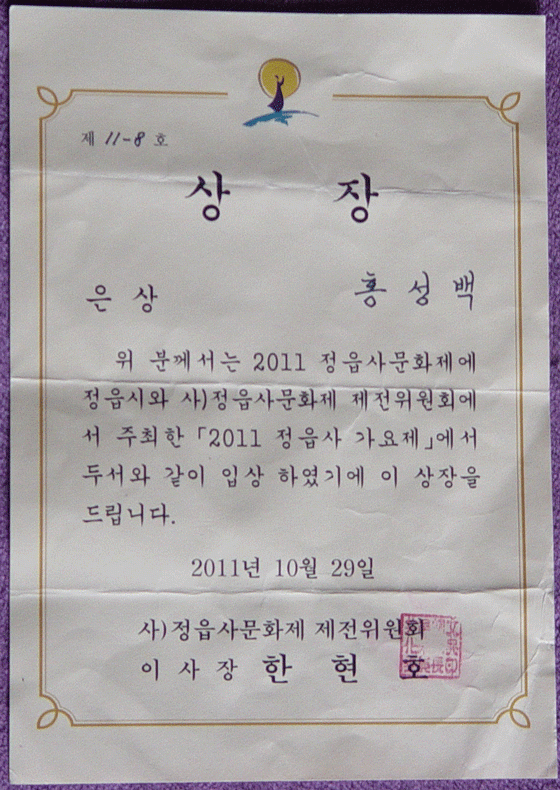 제 11-8 호
상 장
은 상 홍 성 백
위 분께서는 2011 정읍사문화제에
정읍시와 사)정읍사문화제 제전위원회에
서 주최한 「2011 정읍사 가요제」에서
두서와 같이 입상 하였기에 이 상장을
드립니다.
2011년 10월 29일
사)정읍사문화제 제전위원회
이 사 장 한 현 호